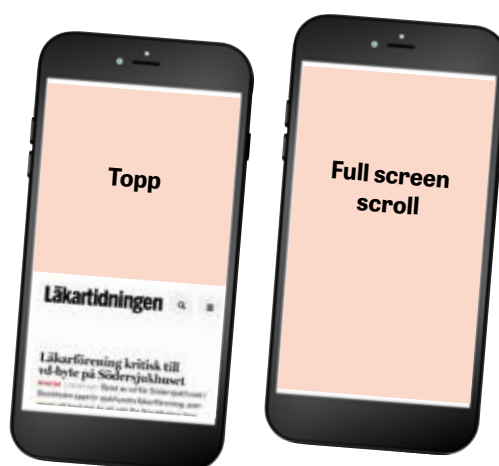 Topp
Läkartidningen
Läkarförening kritisk till
vd-byte på Södersjukhuset
Full screen
scroll